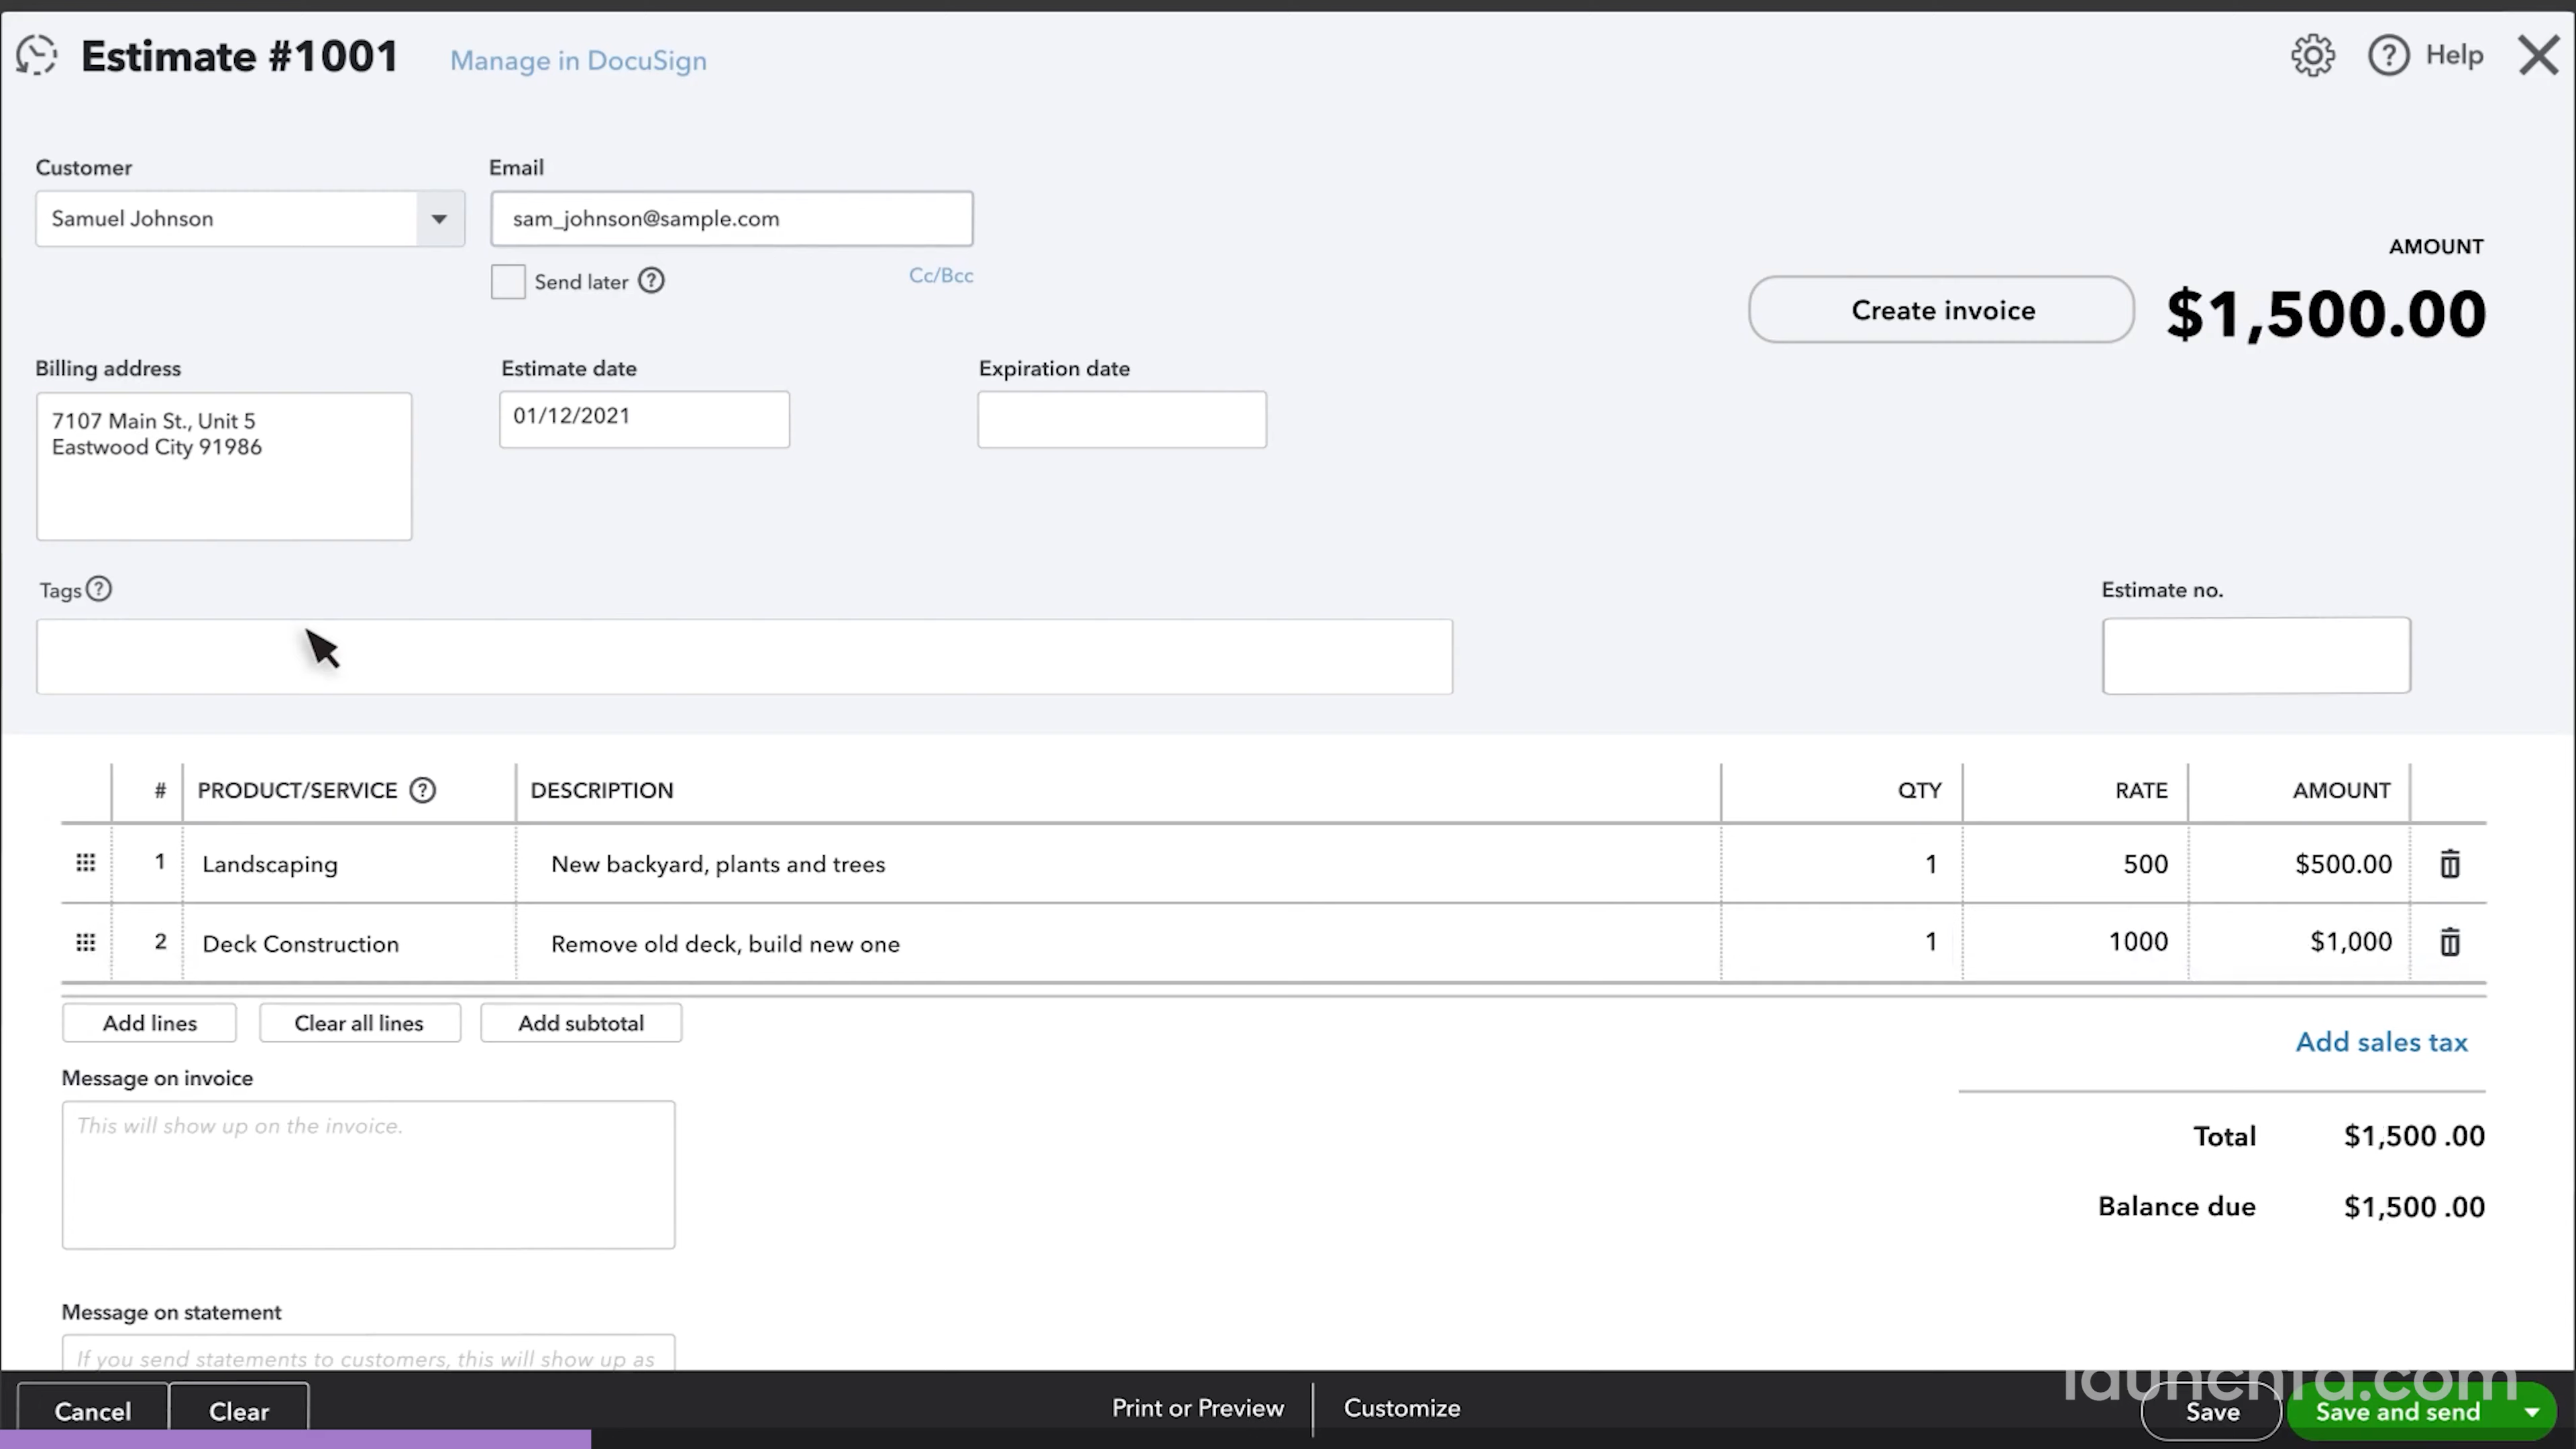 Estimate #1001
Manage in DocuSign
Help
Customer
Email
Samuel Johnson
sam_johnson@sample.com
Send later
Cc/Bcc
AMOUNT
Create invoice
$1,500.00
Billing address
Estimate date
Expiration date
7107 Main St., Unit 5
Eastwood City 91986
01/12/2021
Tags
Estimate no.
# PRODUCT/SERVICE DESCRIPTION QTY RATE AMOUNT
1 Landscaping New backyard, plants and trees 1 500 $500.00
2 Deck Construction Remove old deck, build new one 1 1000 $1,000
Add lines
Clear all lines
Add subtotal
Add sales tax
Message on invoice
This will show up on the invoice.
Total $1,500 .00
Balance due $1,500 .00
Message on statement
If you send statements to customers, this will show up as
Cancel
Clear
Print or Preview
Customize
Save
Save and send